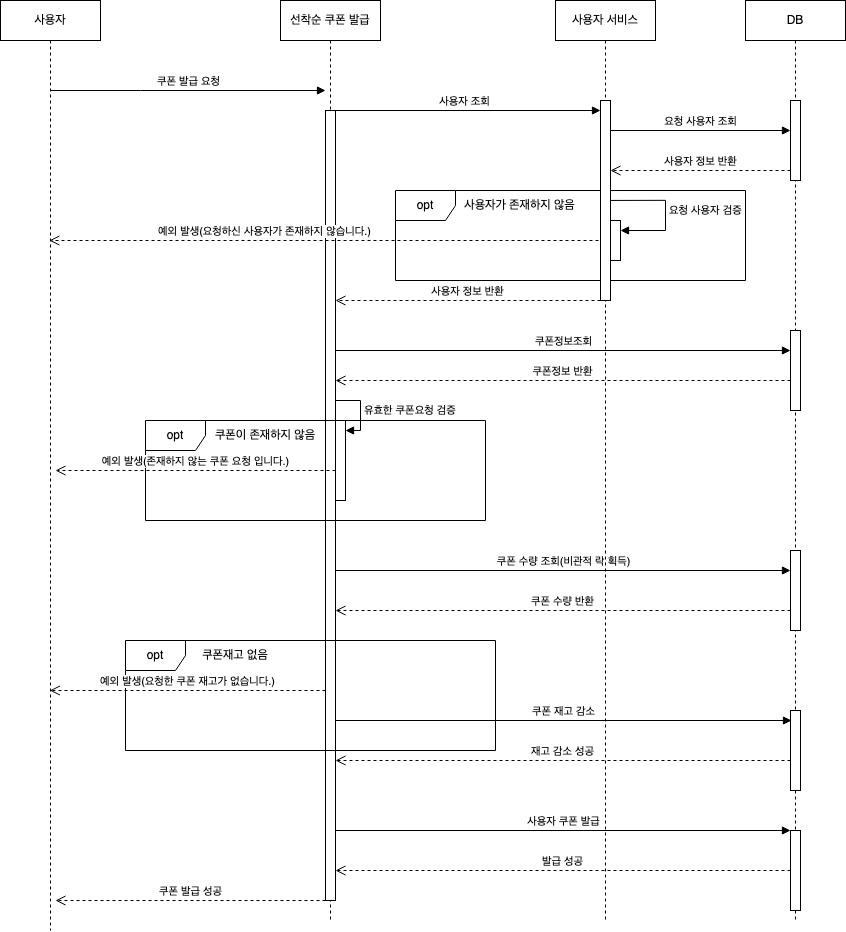 사용자
선착순 쿠폰 발급
사용자 서비스
DB
쿠폰 발급 요청
사용자 조회
요청 사용자 조회
사용자 정보 반환
opt
사용자가 존재하지 않음
요청 사용자 검증
예외 발생(요청하신 사용자가 존재하지 않습니다.)
사용자 정보 반환
쿠폰정보조회
쿠폰정보 반환
유효한 쿠폰요청 검증
opt
쿠폰이 존재하지 않음
예외 발생(존재하지 않는 쿠폰 요청 입니다.)
쿠폰 수량 조회(비관적 락 획득)
쿠폰 수량 반환
opt
쿠폰재고 없음
예외 발생(요청한 쿠폰 재고가 없습니다.)
쿠폰 재고 감소
재고 감소 성공
사용자 쿠폰 발급
발급 성공
쿠폰 발급 성공